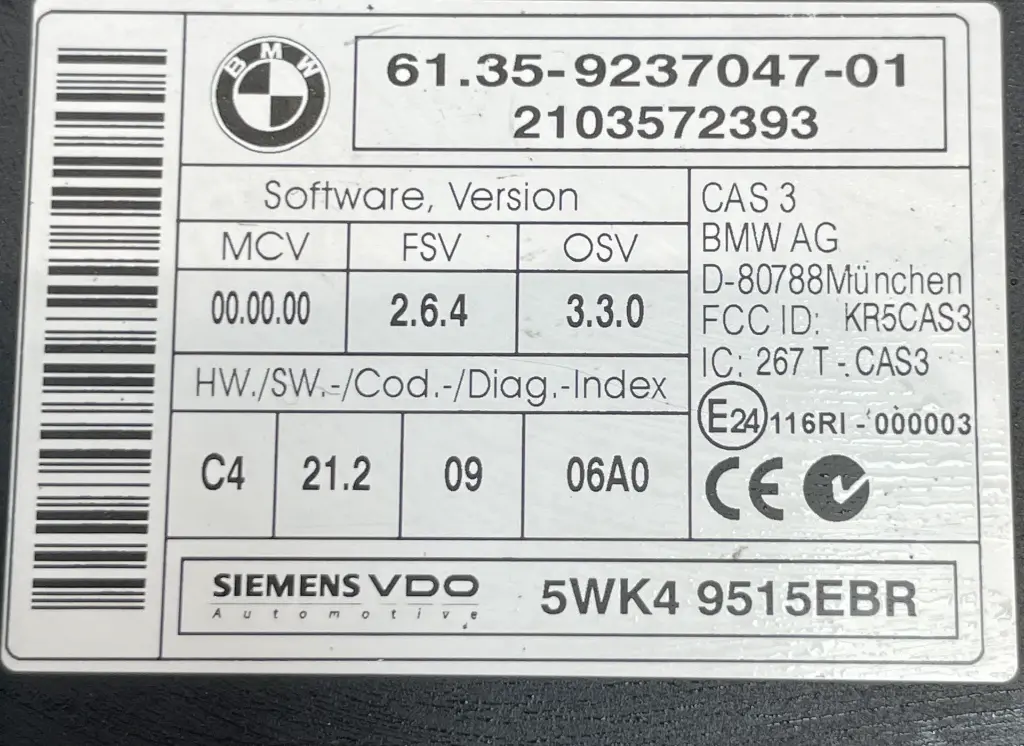 BMW
61.35-9237047-01
2103572393
Software, Version
MCV FSV OSV
00.00.00 2.6.4 3.3.0
HW./SW.-/Cod.-/Diag.-Index
C4 21.2 09 06A0
CAS 3
BMW AG
D-80788München
FCC ID: KR5CAS3
IC: 267 T-CAS3
E24 116RI-000003
CE
SIEMENS VDO
Automotive
5WK4 9515EBR